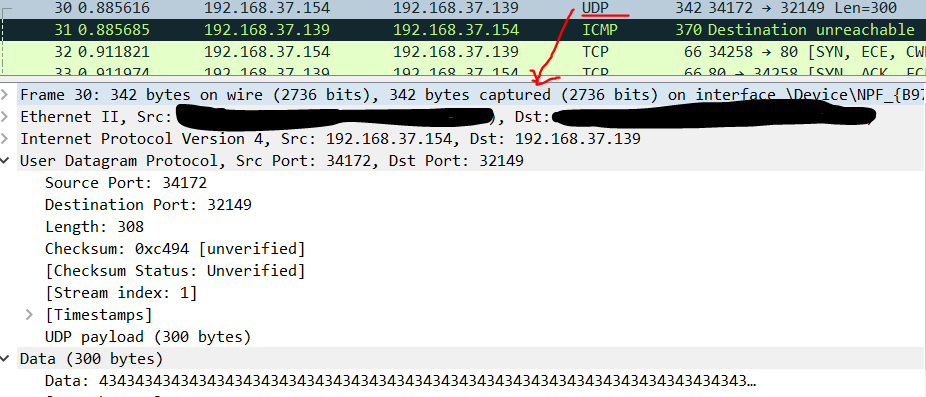 30 0.885616 192.168.37.154 192.168.37.139 UDP 342 34172 → 32149 Len=300
31 0.885685 192.168.37.139 192.168.37.154 ICMP 370 Destination unreachable
32 0.911821 192.168.37.154 192.168.37.139 TCP 66 34258 → 80 [SYN, ECE, CW
33 0.911974 192.168.37.139 192.168.37.154 TCP 66 80 → 34258 [SYN, ACK, EC
Frame 30: 342 bytes on wire (2736 bits), 342 bytes captured (2736 bits) on interface \Device\NPF_{B97
Ethernet II, Src: ), Dst:
Internet Protocol Version 4, Src: 192.168.37.154, Dst: 192.168.37.139
User Datagram Protocol, Src Port: 34172, Dst Port: 32149
Source Port: 34172
Destination Port: 32149
Length: 308
Checksum: 0xc494 [unverified]
[Checksum Status: Unverified]
[Stream index: 1]
[Timestamps]
UDP payload (300 bytes)
Data (300 bytes)
Data: 4343434343434343434343434343434343434343434343434343434343434343434343434343…